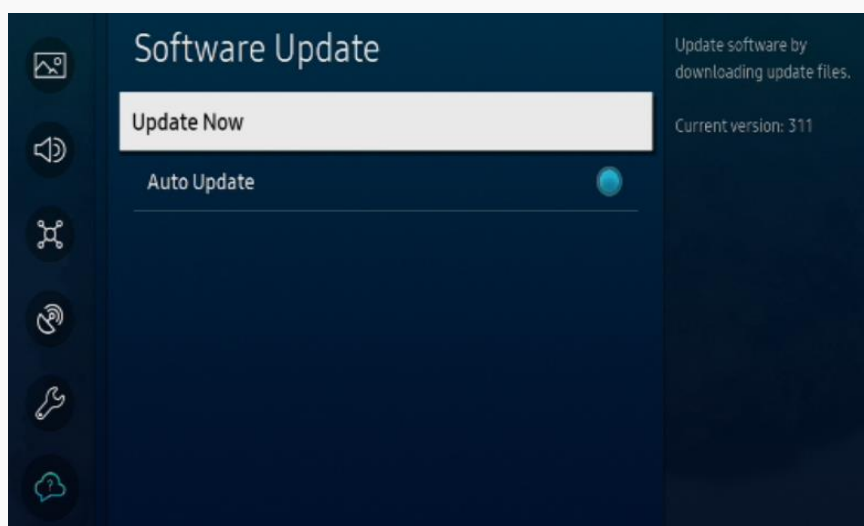 Software Update
Update software by
downloading update files.
Update Now
Current version: 311
Auto Update